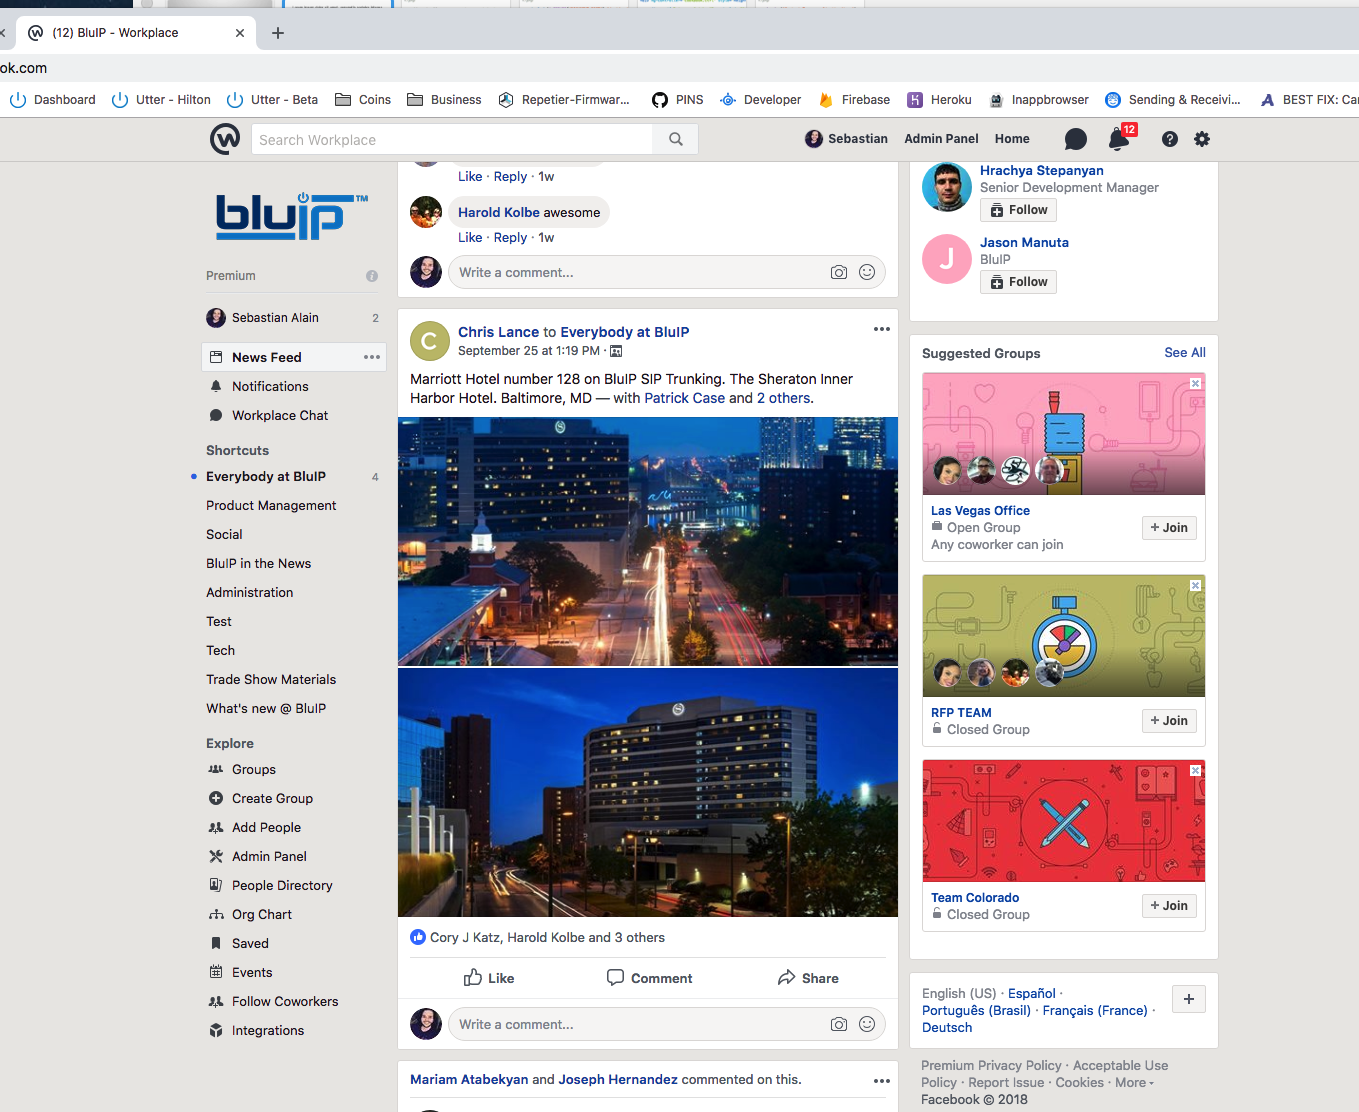 (12) BluIP - Workplace
ok.com
Dashboard
Utter - Hilton
Utter - Beta
Coins
Business
Repetier-Firmwar...
PINS
Developer
Firebase
Heroku
Inappbrowser
Sending & Receivi...
BEST FIX: Car
Search Workplace
Sebastian
Admin Panel
Home
12
bluip™
Premium
Sebastian Alain 2
News Feed
Notifications
Workplace Chat
Shortcuts
Everybody at BluIP 4
Product Management
Social
BluIP in the News
Administration
Test
Tech
Trade Show Materials
What's new @ BluIP
Explore
Groups
Create Group
Add People
Admin Panel
People Directory
Org Chart
Saved
Events
Follow Coworkers
Integrations
Like · Reply · 1w
Harold Kolbe awesome
Like · Reply · 1w
Write a comment...
C
Chris Lance to Everybody at BluIP
September 25 at 1:19 PM ·
Marriott Hotel number 128 on BluIP SIP Trunking. The Sheraton Inner
Harbor Hotel. Baltimore, MD — with Patrick Case and 2 others.
Cory J Katz, Harold Kolbe and 3 others
Like
Comment
Share
Write a comment...
Mariam Atabekyan and Joseph Hernandez commented on this.
Hrachya Stepanyan
Senior Development Manager
Follow
J
Jason Manuta
BluIP
Follow
Suggested Groups
See All
Las Vegas Office
Open Group
Any coworker can join
+ Join
RFP TEAM
Closed Group
+ Join
Team Colorado
Closed Group
+ Join
English (US) · Español ·
Português (Brasil) · Français (France) ·
Deutsch
Premium Privacy Policy · Acceptable Use
Policy · Report Issue · Cookies · More
Facebook © 2018